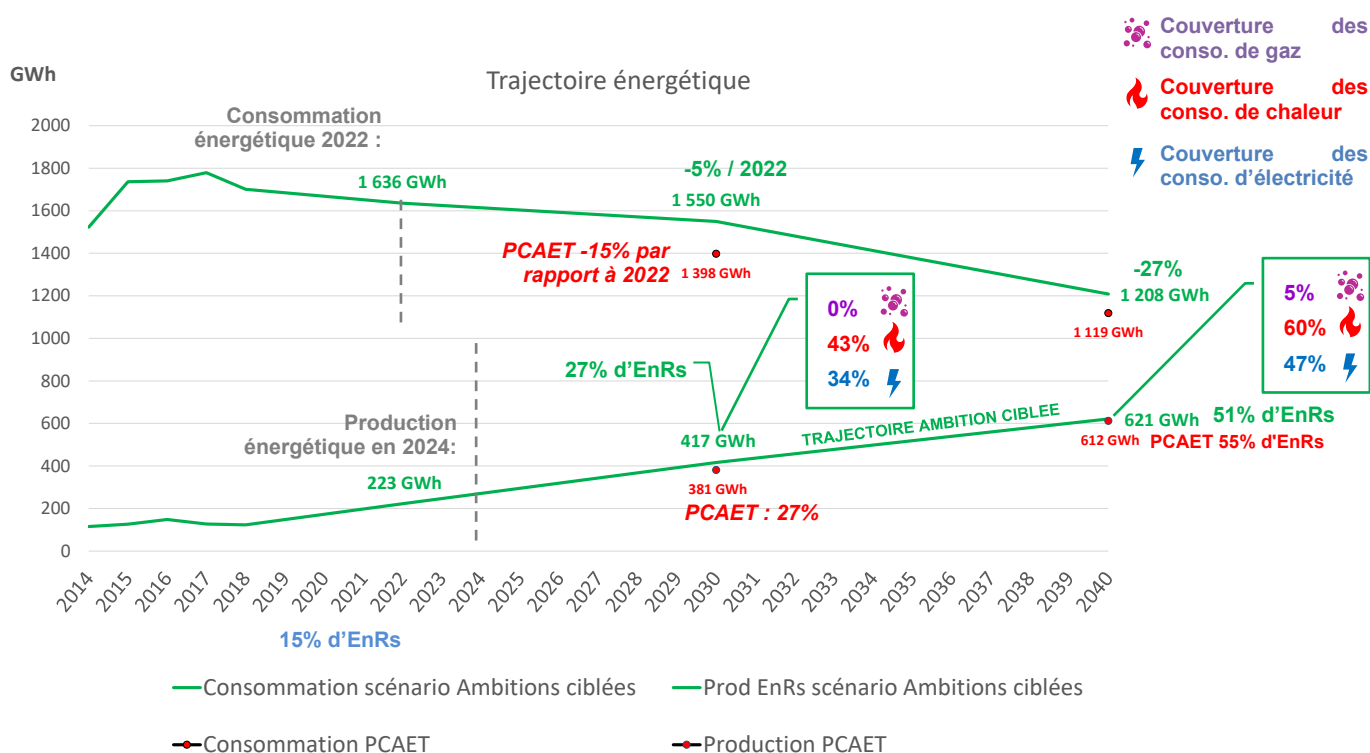 Couverture des
conso. de gaz
Couverture des
conso. de chaleur
Couverture des
conso. d'électricité
GWh
Trajectoire énergétique
Consommation
énergétique 2022 :
2000
1800
1600
1400
1200
1000
800
600
400
200
0
1 636 GWh
-5% / 2022
1 550 GWh
PCAET -15% par
rapport à 2022
1 398 GWh
-27%
1 208 GWh
1 119 GWh
0%
43%
34%
5%
60%
47%
27% d'EnRs
Production
énergétique en 2024:
223 GWh
417 GWh
TRAJECTOIRE AMBITION CIBLEE
621 GWh
51% d'EnRs
612 GWh
PCAET 55% d'EnRs
381 GWh
PCAET : 27%
2014
2015
2016
2017
2018
2019
2020
2021
2022
2023
2024
2025
2026
2027
2028
2029
2030
2031
2032
2033
2034
2035
2036
2037
2038
2039
2040
15% d'EnRs
Consommation scénario Ambitions ciblées
Prod EnRs scénario Ambitions ciblées
Consommation PCAET
Production PCAET